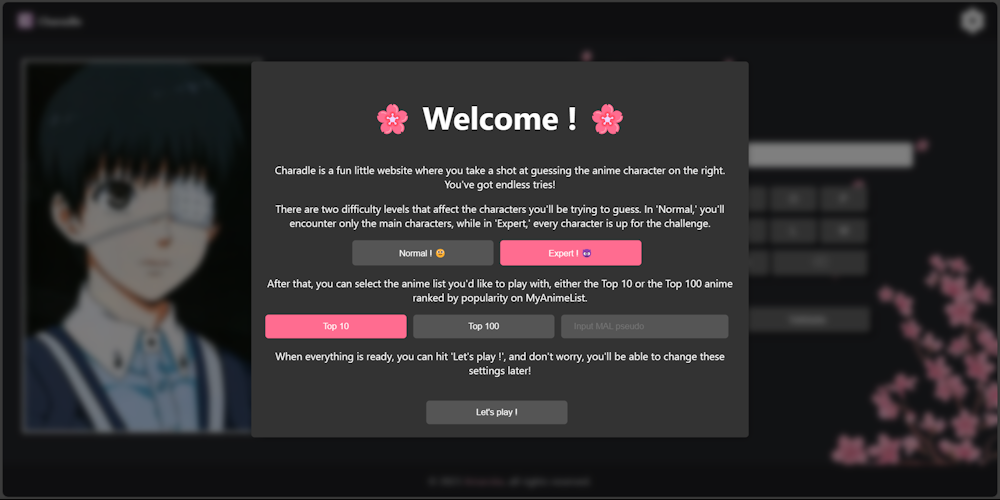 Charadle
Welcome !
Charadle is a fun little website where you take a shot at guessing the anime character on the right.
You've got endless tries!
There are two difficulty levels that affect the characters you'll be trying to guess. In 'Normal,' you'll
encounter only the main characters, while in 'Expert,' every character is up for the challenge.
Normal !
Expert !
After that, you can select the anime list you'd like to play with, either the Top 10 or the Top 100 anime
ranked by popularity on MyAnimeList.
Top 10
Top 100
Input MAL pseudo
When everything is ready, you can hit 'Let's play !', and don't worry, you'll be able to change these
settings later!
Let's play !
all rights reserved